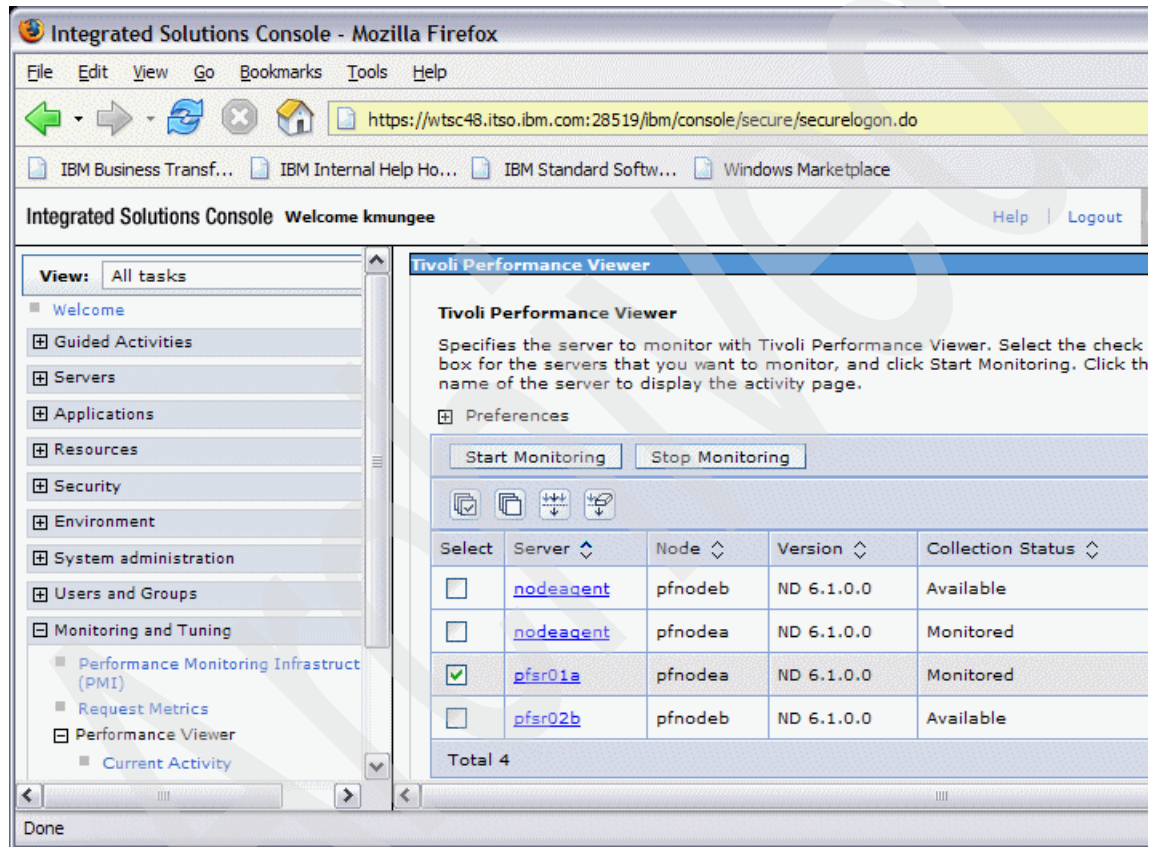 Integrated Solutions Console - Mozilla Firefox
File Edit View Go Bookmarks Tools Help
https://wtsc48.itso.ibm.com:28519/ibm/console/secure/securelogon.do
IBM Business Transf... IBM Internal Help Ho... IBM Standard Softw... Windows Marketplace
Integrated Solutions Console Welcome kmungee Help | Logout
View: All tasks
Welcome
Guided Activities
Servers
Applications
Resources
Security
Environment
System administration
Users and Groups
Monitoring and Tuning
Performance Monitoring Infrastruct
(PMI)
Request Metrics
Performance Viewer
Current Activity
Tivoli Performance Viewer
Tivoli Performance Viewer
Specifies the server to monitor with Tivoli Performance Viewer. Select the check
box for the servers that you want to monitor, and click Start Monitoring. Click th
name of the server to display the activity page.
Preferences
Start Monitoring Stop Monitoring
Select Server Node Version Collection Status
nodeagent pfnodeb ND 6.1.0.0 Available
nodeagent pfnodea ND 6.1.0.0 Monitored
pfsr01a pfnodea ND 6.1.0.0 Monitored
pfsr02b pfnodeb ND 6.1.0.0 Available
Total 4
Done
Archived